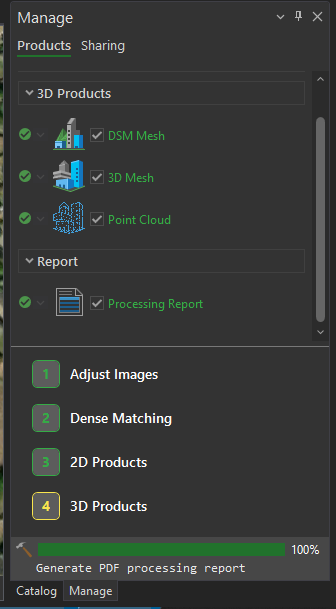 Manage
Products Sharing
3D Products
DSM Mesh
3D Mesh
Point Cloud
Report
Processing Report
1 Adjust Images
2 Dense Matching
3 2D Products
4 3D Products
100%
Generate PDF processing report
Catalog Manage